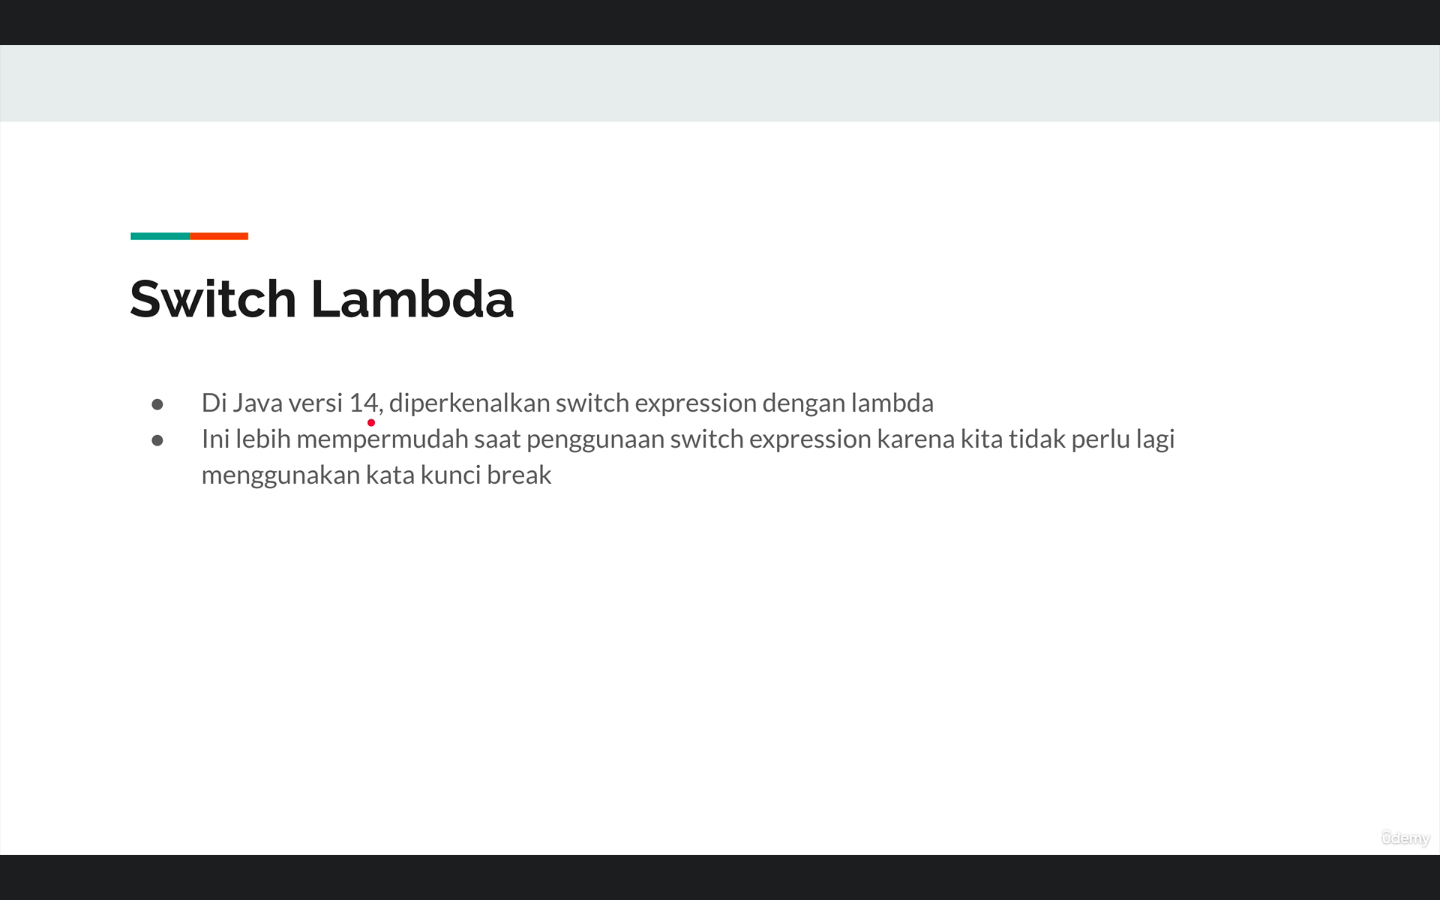 Switch Lambda
● Di Java versi 14, diperkenalkan switch expression dengan lambda
● Ini lebih mempermudah saat penggunaan switch expression karena kita tidak perlu lagi
menggunakan kata kunci break
ûdemy